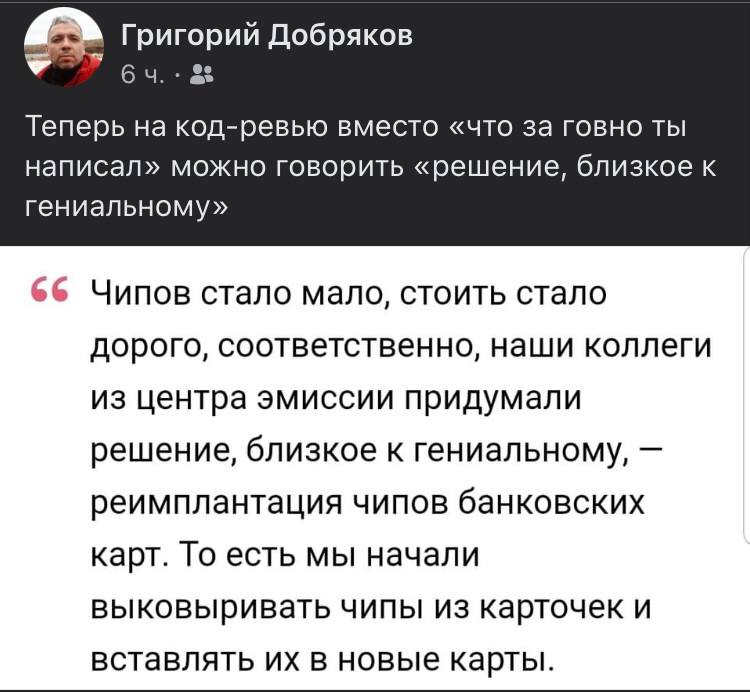 Григорий Добряков
6 ч. ·
Теперь на код-ревью вместо «что за говно ты
написал» можно говорить «решение, близкое к
гениальному»
“ Чипов стало мало, стоить стало
дорого, соответственно, наши коллеги
из центра эмиссии придумали
решение, близкое к гениальному, —
реимплантация чипов банковских
карт. То есть мы начали
выковыривать чипы из карточек и
вставлять их в новые карты.